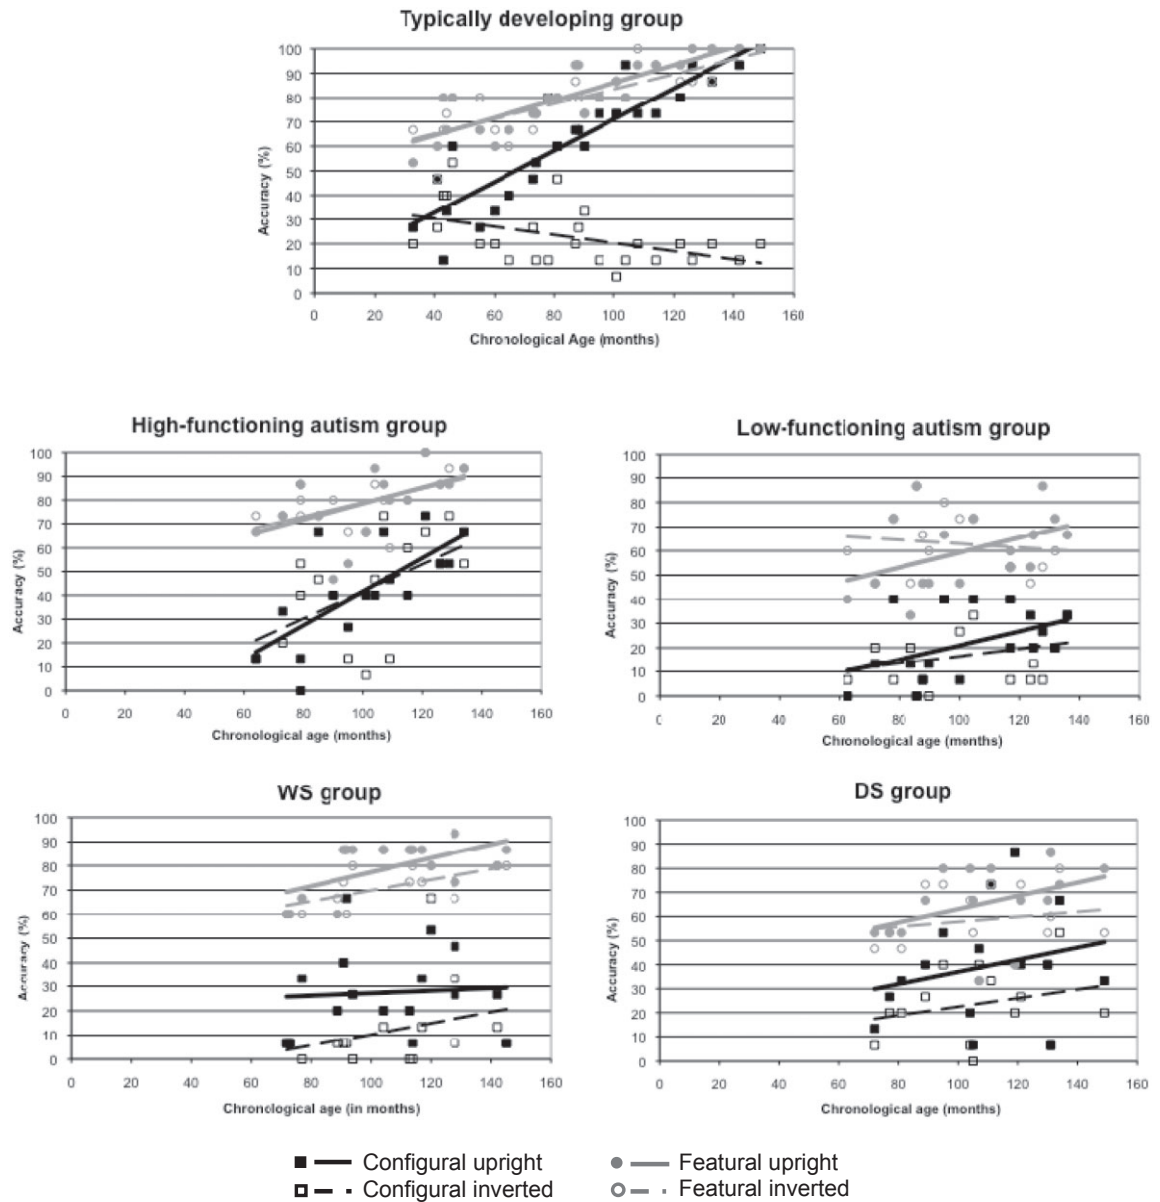 Typically developing group
100
90
80
70
60
50
40
30
20
10
0
Accuracy (%)
0 20 40 60 80 100 120 140 160
Chronological Age (months)
High-functioning autism group
100
90
80
70
60
50
40
30
20
10
0
Accuracy (%)
0 20 40 60 80 100 120 140 160
Chronological age (months)
Low-functioning autism group
100
90
80
70
60
50
40
30
20
10
0
Accuracy (%)
0 20 40 60 80 100 120 140 160
Chronological age (months)
WS group
100
90
80
70
60
50
40
30
20
10
0
Accuracy (%)
0 20 40 60 80 100 120 140 160
Chronological age (in months)
DS group
100
90
80
70
60
50
40
30
20
10
0
Accuracy (%)
0 20 40 60 80 100 120 140 160
Chronological age (months)
Configural upright Featural upright
Configural inverted Featural inverted